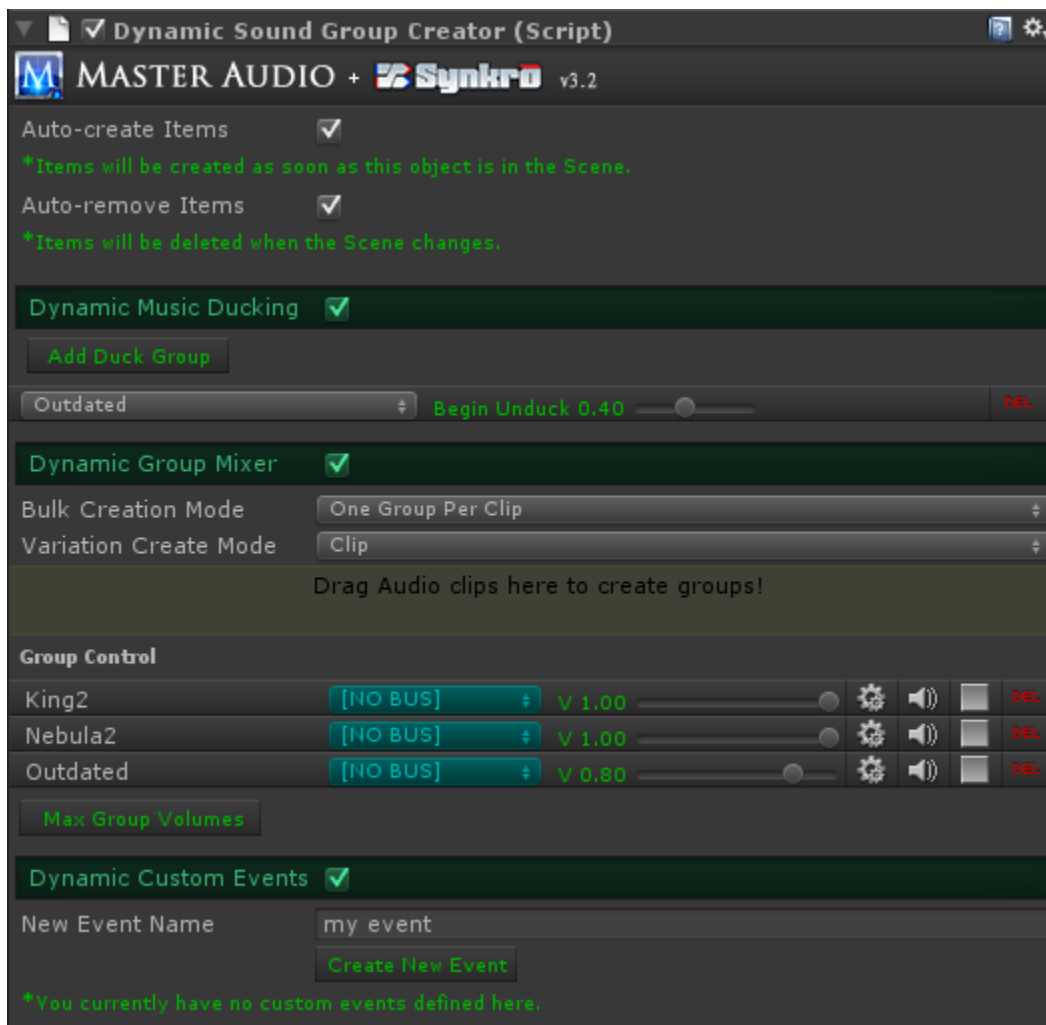 Dynamic Sound Group Creator (Script)
MASTER AUDIO + Synkro v3.2
Auto-create Items
*Items will be created as soon as this object is in the Scene.
Auto-remove Items
*Items will be deleted when the Scene changes.
Dynamic Music Ducking
Add Duck Group
Outdated Begin Unduck 0.40 DEL
Dynamic Group Mixer
Bulk Creation Mode One Group Per Clip
Variation Create Mode Clip
Drag Audio clips here to create groups!
Group Control
King2 [NO BUS] V 1.00 DEL
Nebula2 [NO BUS] V 1.00 DEL
Outdated [NO BUS] V 0.80 DEL
Max Group Volumes
Dynamic Custom Events
New Event Name my event
Create New Event
*You currently have no custom events defined here.